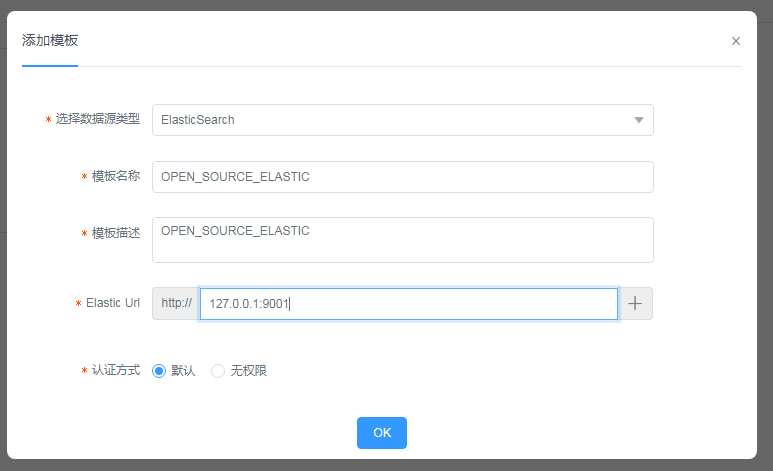 添加模板
* 选择数据源类型 ElasticSearch
* 模板名称 OPEN_SOURCE_ELASTIC
* 模板描述 OPEN_SOURCE_ELASTIC
* Elastic Url http:// 127.0.0.1:9001
* 认证方式 默认 无权限
OK